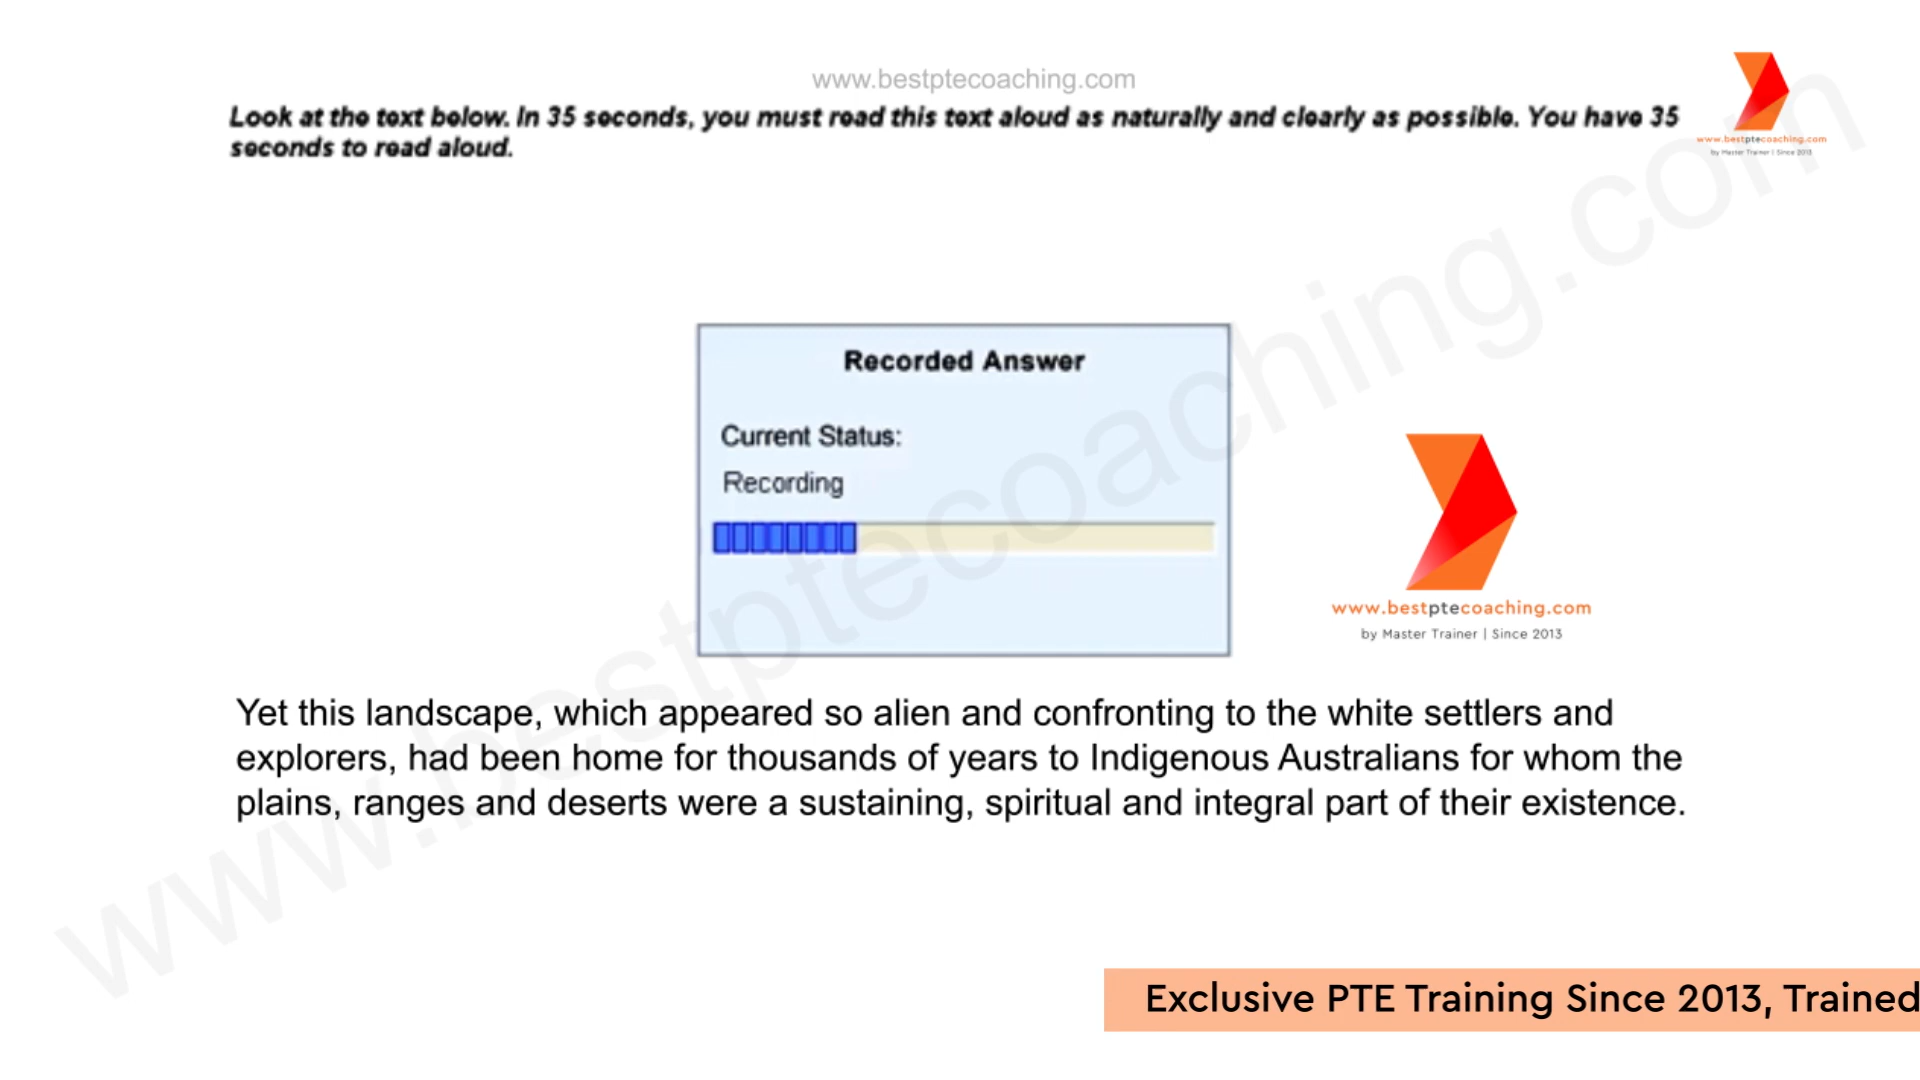 www.bestptecoaching.com
Look at the text below. In 35 seconds, you must read this text aloud as naturally and clearly as possible. You have 35
seconds to read aloud.
www.bestptecoaching.com
by Master Trainer | Since 2013
Recorded Answer
Current Status:
Recording
www.bestptecoaching.com
by Master Trainer | Since 2013
Yet this landscape, which appeared so alien and confronting to the white settlers and
explorers, had been home for thousands of years to Indigenous Australians for whom the
plains, ranges and deserts were a sustaining, spiritual and integral part of their existence.
www.bestptecoaching.com
Exclusive PTE Training Since 2013, Trained